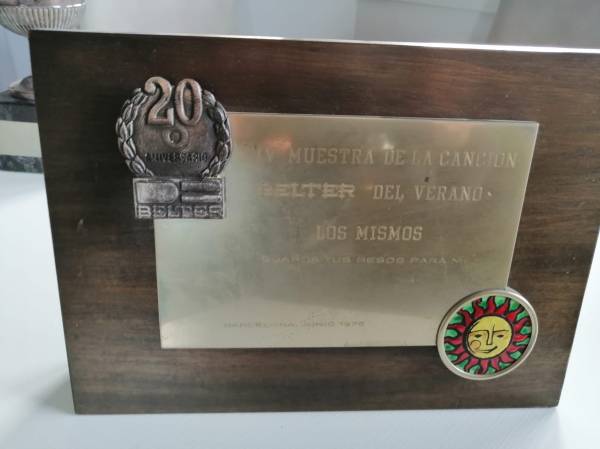 20
ANIVERSARIO
BELTER
IV MUESTRA DE LA CANCION
BELTER DEL VERANO
LOS MISMOS
GUARDA TUS BESOS PARA MI
BARCELONA, JUNIO 1976